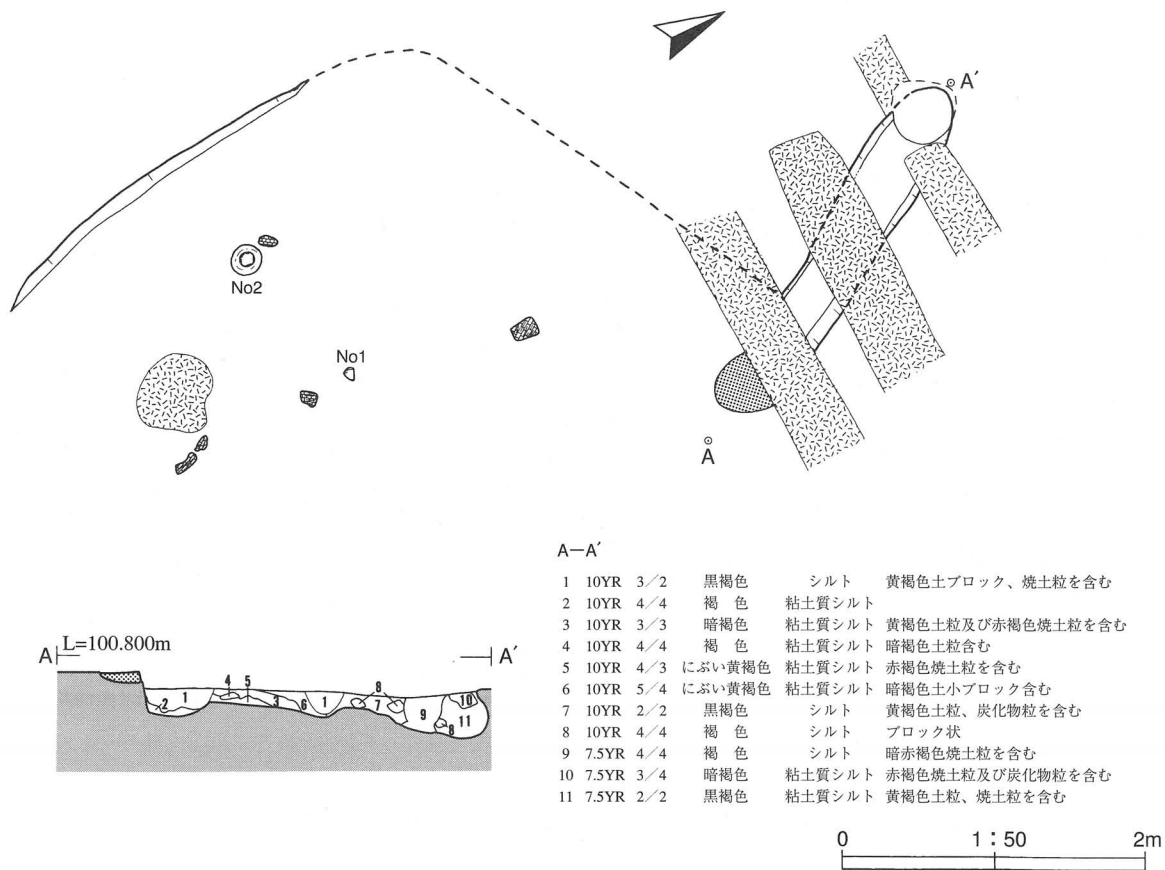 A′
No2
No1
A
A—A′
1 10YR 3／2 黒褐色 シルト 黄褐色土ブロック、焼土粒を含む
2 10YR 4／4 褐 色 粘土質シルト
3 10YR 3／3 暗褐色 粘土質シルト 黄褐色土粒及び赤褐色焼土粒を含む
4 10YR 4／4 褐 色 粘土質シルト 暗褐色土粒含む
5 10YR 4／3 にぶい黄褐色 粘土質シルト 赤褐色焼土粒を含む
6 10YR 5／4 にぶい黄褐色 粘土質シルト 暗褐色土小ブロック含む
7 10YR 2／2 黒褐色 シルト 黄褐色土粒、炭化物粒を含む
8 10YR 4／4 褐 色 シルト ブロック状
9 7.5YR 4／4 褐 色 シルト 暗赤褐色焼土粒を含む
10 7.5YR 3／4 暗褐色 粘土質シルト 赤褐色焼土粒及び炭化物粒を含む
11 7.5YR 2／2 黒褐色 粘土質シルト 黄褐色土粒、焼土粒を含む
A L=100.800m A′
2 1 4 5 3 6 1 8 7 9 8 10 11
0 1：50 2m